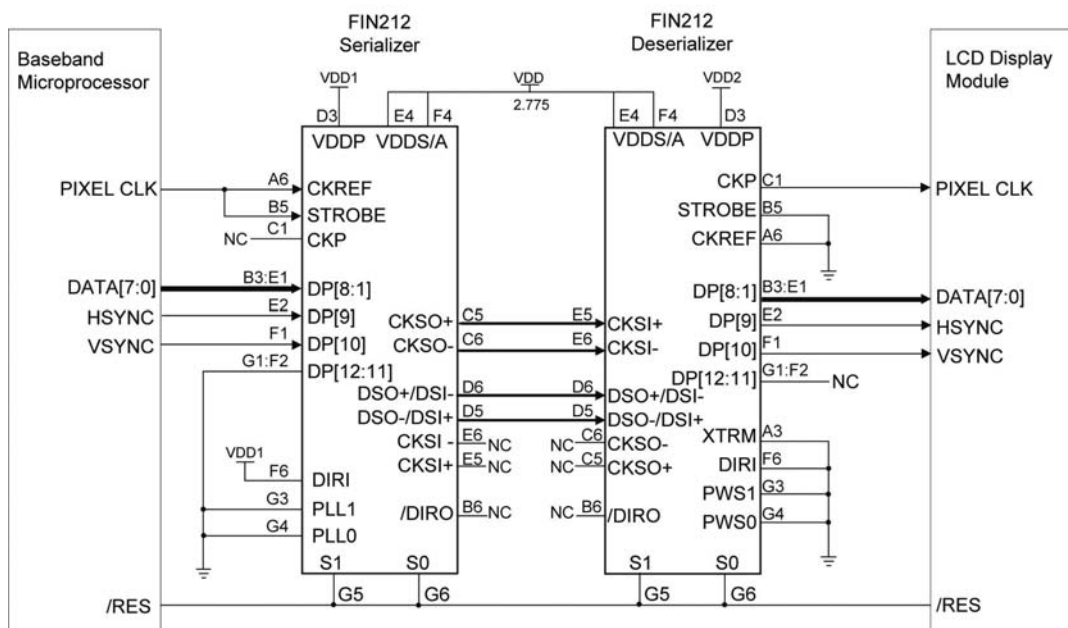 FIN212
Serializer
FIN212
Deserializer
Baseband
Microprocessor
LCD Display
Module
VDD1
VDD
VDD2
2.775
D3
E4
F4
E4
F4
D3
VDDP
VDDS/A
VDDS/A
VDDP
PIXEL CLK
A6
CKREF
B5
STROBE
NC
C1
CKP
CKP
C1
PIXEL CLK
STROBE
B5
CKREF
A6
DATA[7:0]
B3:E1
DP[8:1]
HSYNC
E2
DP[9]
VSYNC
F1
DP[10]
G1:F2
DP[12:11]
DP[8:1]
B3:E1
DATA[7:0]
DP[9]
E2
HSYNC
DP[10]
F1
VSYNC
DP[12:11]
G1:F2
NC
CKSO+
C5
E5
CKSI+
CKSO-
C6
E6
CKSI-
DSO+/DSI-
D6
D6
DSO+/DSI-
DSO-/DSI+
D5
D5
DSO-/DSI+
CKSI -
E6
NC
NC
C6
CKSO-
CKSI+
E5
NC
NC
C5
CKSO+
/DIRO
B6
NC
NC
B6
/DIRO
VDD1
F6
DIRI
G3
PLL1
G4
PLL0
XTRM
A3
DIRI
F6
PWS1
G3
PWS0
G4
S1
S0
S1
S0
G5
G6
G5
G6
/RES
/RES